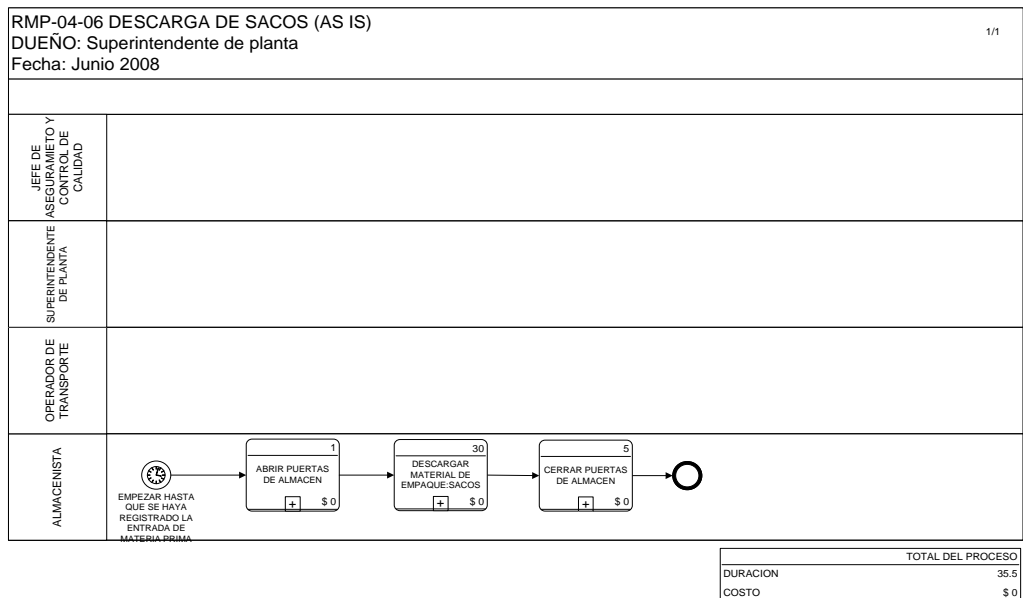 RMP-04-06 DESCARGA DE SACOS (AS IS)
DUEÑO: Superintendente de planta
Fecha: Junio 2008
1/1
JEFE DE
ASEGURAMIETO Y
CONTROL DE
CALIDAD
SUPERINTENDENTE
DE PLANTA
OPERADOR DE
TRANSPORTE
ALMACENISTA
EMPEZAR HASTA
QUE SE HAYA
REGISTRADO LA
ENTRADA DE
MATERIA PRIMA
1
ABRIR PUERTAS
DE ALMACEN
+ $ 0
30
DESCARGAR
MATERIAL DE
EMPAQUE:SACOS
+ $ 0
5
CERRAR PUERTAS
DE ALMACEN
+ $ 0
TOTAL DEL PROCESO
DURACION 35.5
COSTO $ 0